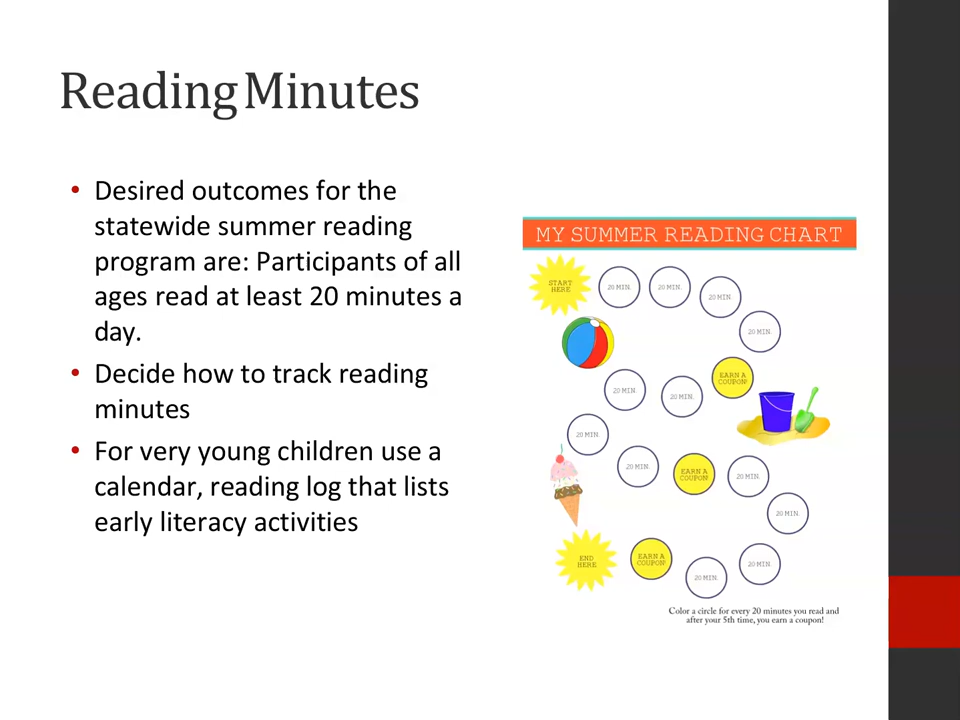 Reading Minutes
• Desired outcomes for the
statewide summer reading
program are: Participants of all
ages read at least 20 minutes a
day.
• Decide how to track reading
minutes
• For very young children use a
calendar, reading log that lists
early literacy activities
MY SUMMER READING CHART
START
HERE
20 MIN.
20 MIN.
20 MIN.
20 MIN.
EARN A
COUPON!
20 MIN.
20 MIN.
20 MIN.
20 MIN.
EARN A
COUPON!
20 MIN.
20 MIN.
20 MIN.
20 MIN.
EARN A
COUPON!
END
HERE
Color a circle for every 20 minutes you read and
after your 5th time, you earn a coupon!